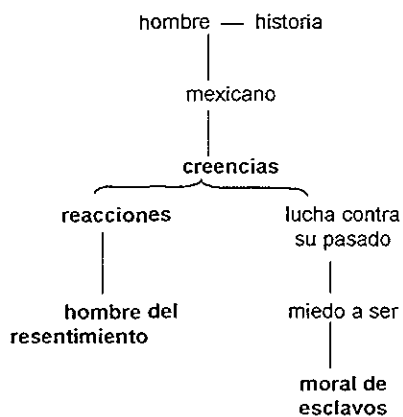 hombre — historia
mexicano
creencias
reacciones
lucha contra
su pasado
hombre del
resentimiento
miedo a ser
moral de
esclavos